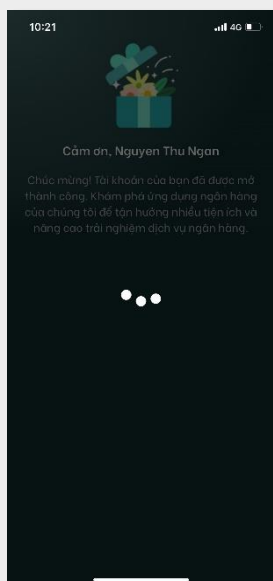 10:21
4G
Cảm ơn, Nguyen Thu Ngan
Chúc mừng! Tài khoản của bạn đã được mở
thành công. Khám phá ứng dụng ngân hàng
của chúng tôi để tận hưởng nhiều tiện ích và
nâng cao trải nghiệm dịch vụ ngân hàng.